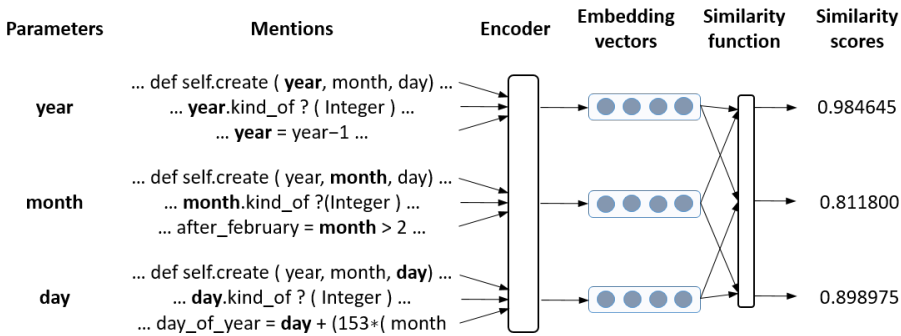 Parameters Mentions Encoder Embedding vectors Similarity function Similarity scores
... def self.create ( year, month, day) ...
year ... year.kind_of ? ( Integer ) ... 0.984645
... year = year−1 ...
... def self.create ( year, month, day) ...
month ... month.kind_of ?(Integer ) ... 0.811800
... after_february = month > 2 ...
... def self.create ( year, month, day) ...
day ... day.kind_of ? ( Integer ) ... 0.898975
... day_of_year = day + (153*( month